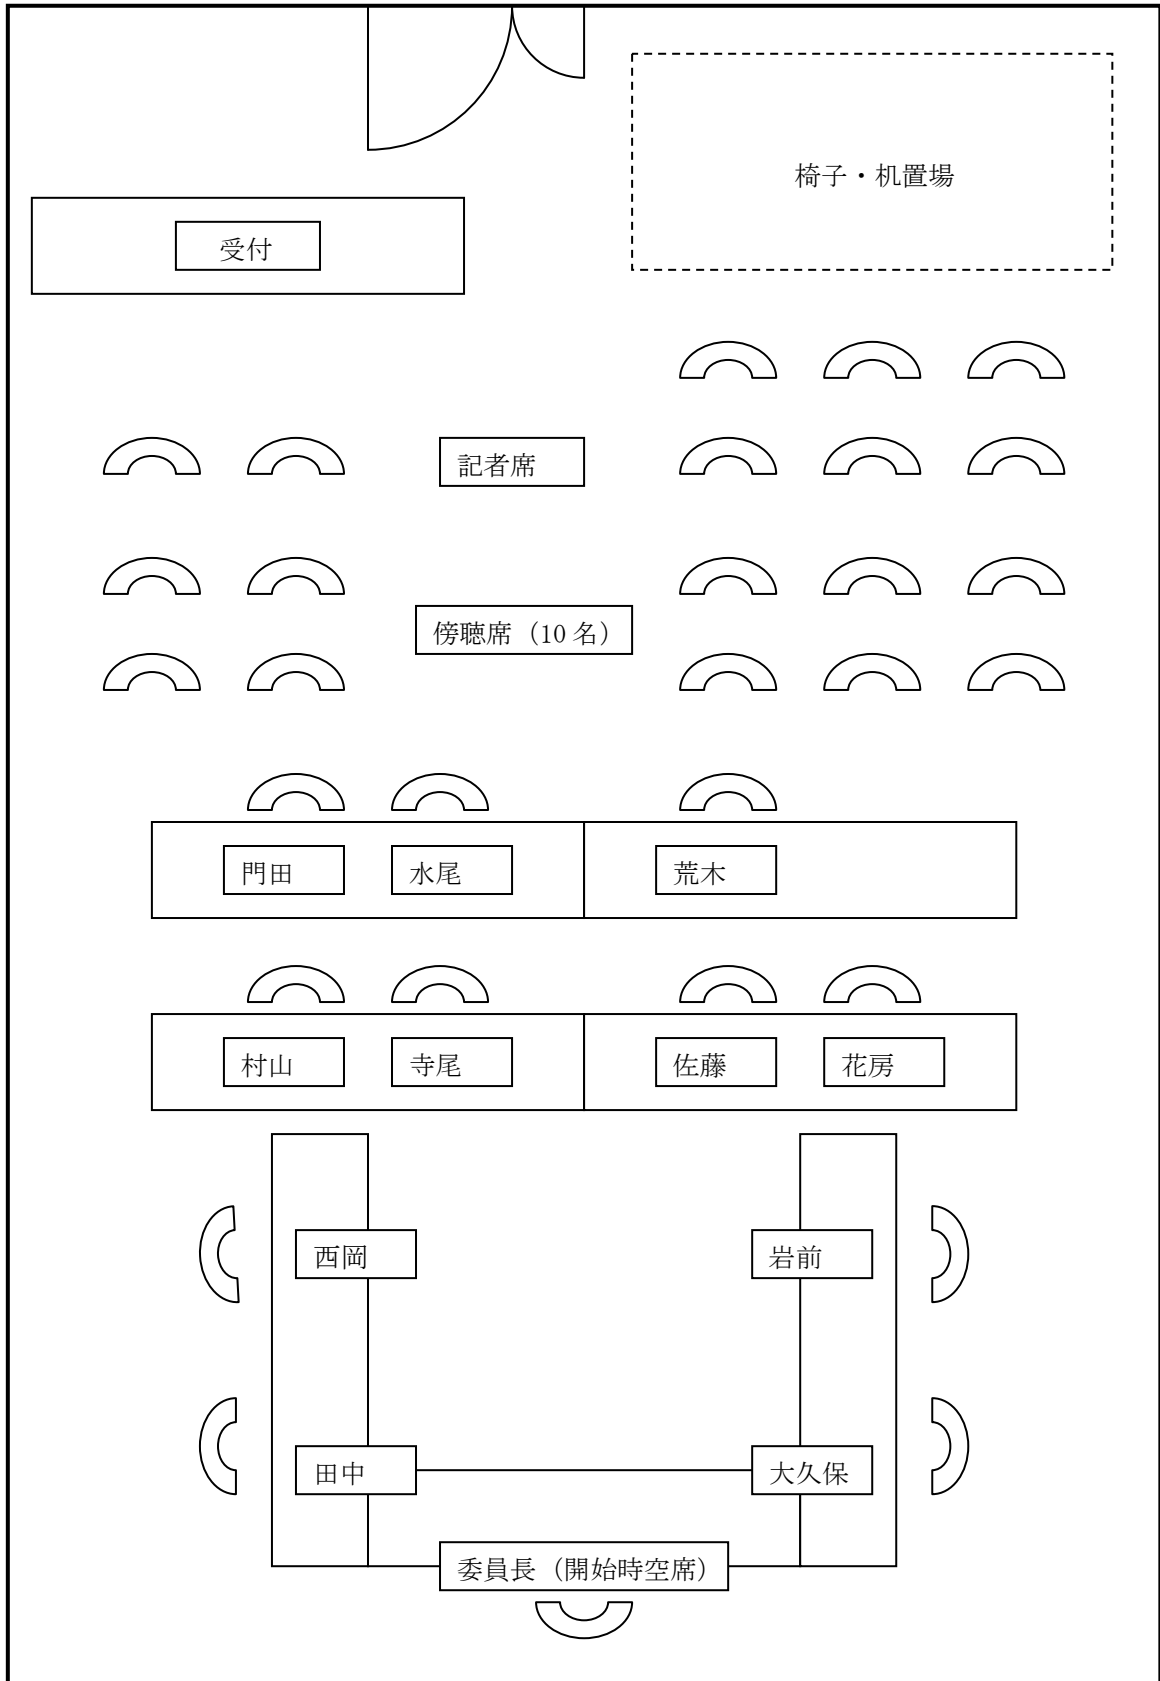 椅子・机置場
受付
記者席
傍聴席（10 名）
門田
水尾
荒木
村山
寺尾
佐藤
花房
西岡
岩前
田中
大久保
委員長（開始時空席）